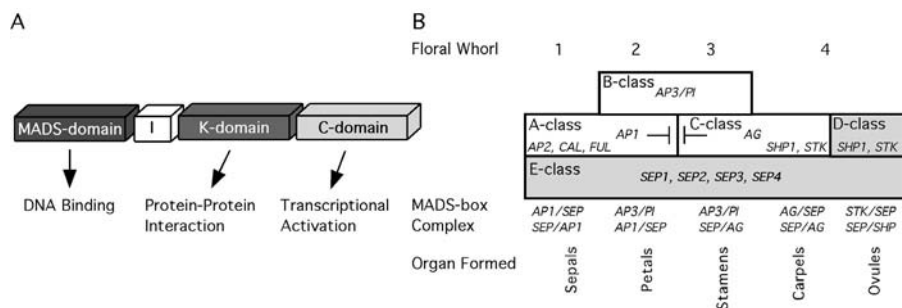 A
MADS-domain
I
K-domain
C-domain
DNA Binding
Protein-Protein
Interaction
Transcriptional
Activation
B
Floral Whorl
1
2
3
4
B-class
AP3/PI
A-class
AP1
AP2, CAL, FUL
C-class
AG
SHP1, STK
D-class
SHP1, STK
E-class
SEP1, SEP2, SEP3, SEP4
MADS-box
Complex
AP1/SEP
SEP/AP1
AP3/PI
AP1/SEP
AP3/PI
SEP/AG
AG/SEP
SEP/AG
STK/SEP
SEP/SHP
Organ Formed
Sepals
Petals
Stamens
Carpels
Ovules